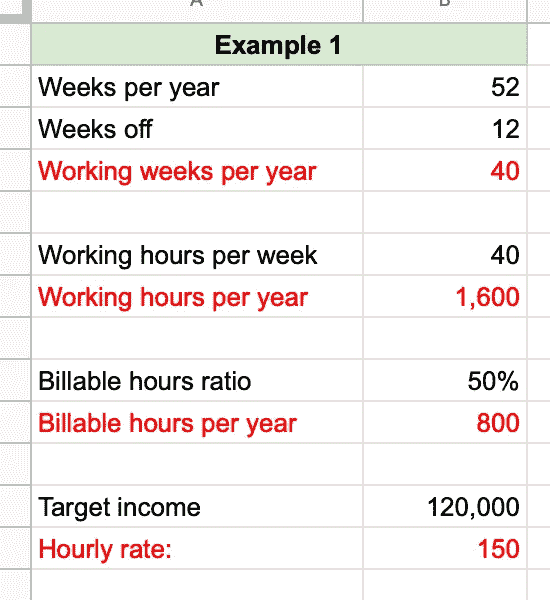 Example 1
Weeks per year 52
Weeks off 12
Working weeks per year 40
Working hours per week 40
Working hours per year 1,600
Billable hours ratio 50%
Billable hours per year 800
Target income 120,000
Hourly rate: 150